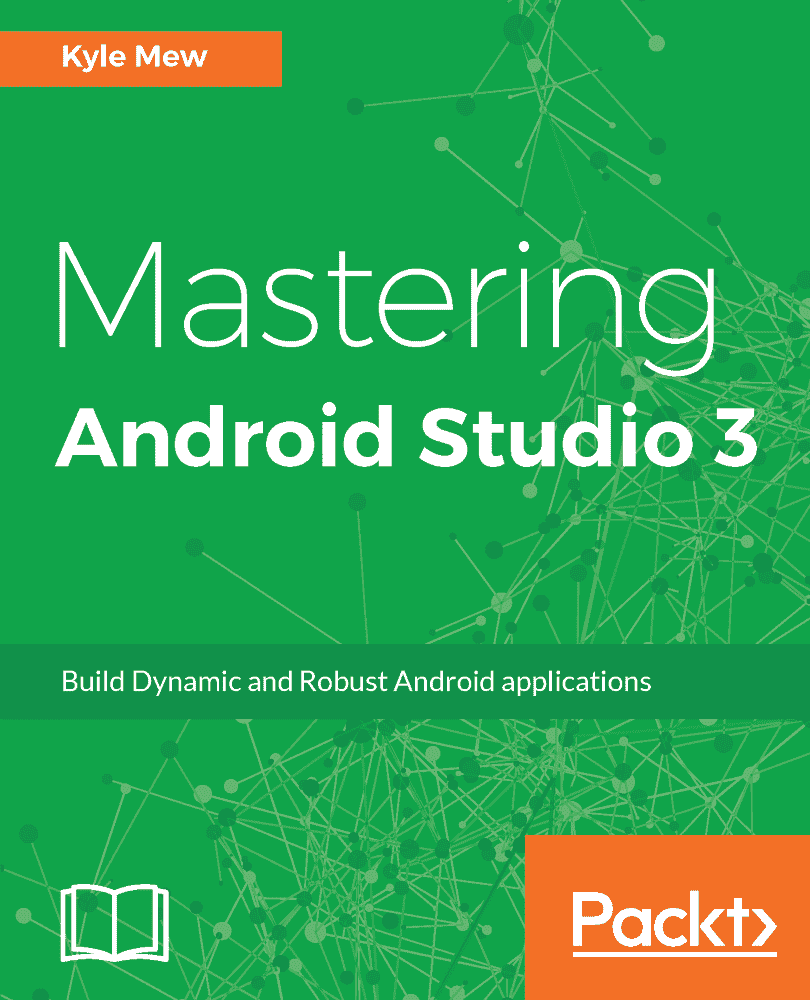 Kyle Mew
Mastering
Android Studio 3
Build Dynamic and Robust Android applications
Packt>